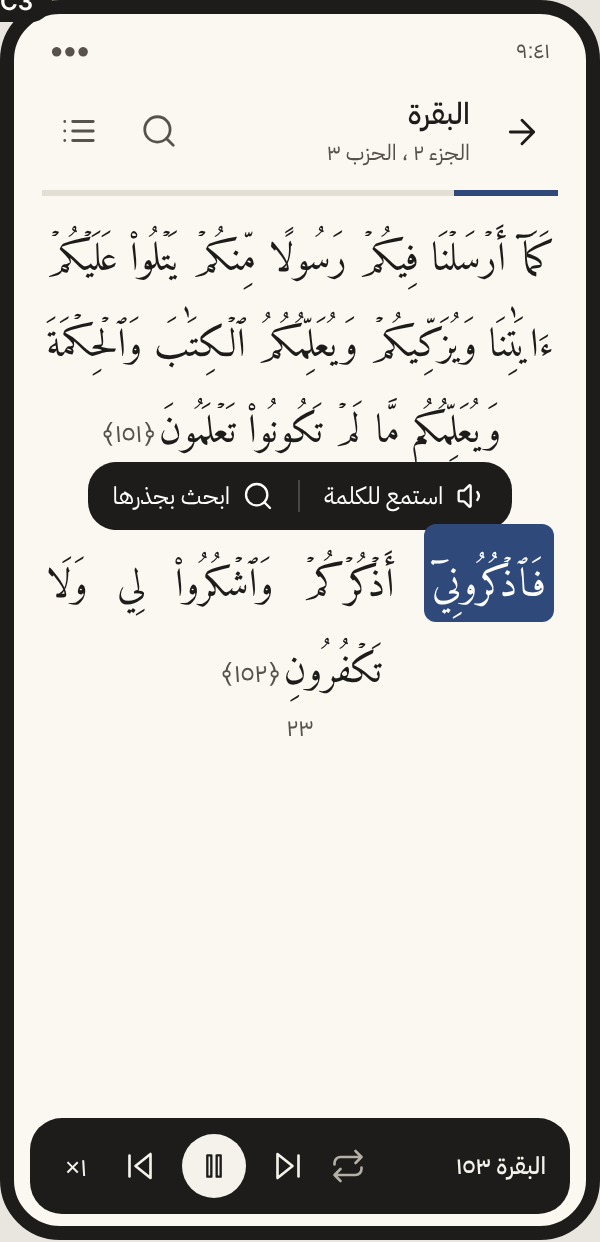 C3
٩:٤١
البقرة
الجزء ٢ ، الحزب ٣
كَمَآ أَرۡسَلۡنَا فِيكُمۡ رَسُولٗا مِّنكُمۡ يَتۡلُواْ عَلَيۡكُمۡ
ءَايَٰتِنَا وَيُزَكِّيكُمۡ وَيُعَلِّمُكُمُ ٱلۡكِتَٰبَ وَٱلۡحِكۡمَةَ
وَيُعَلِّمُكُم مَّا لَمۡ تَكُونُواْ تَعۡلَمُونَ ﴿١٥١﴾
استمع للكلمة
ابحث بجذرها
فَٱذۡكُرُونِيٓ أَذۡكُرۡكُمۡ وَٱشۡكُرُواْ لِي وَلَا
تَكۡفُرُونِ ﴿١٥٢﴾
٢٣
البقرة ١٥٣
١×